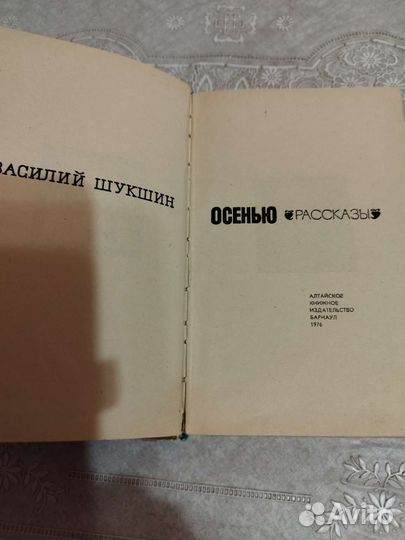 ВАСИЛИЙ ШУКШИН
ОСЕНЬЮ РАССКАЗЫ
АЛТАЙСКОЕ
КНИЖНОЕ
ИЗДАТЕЛЬСТВО
БАРНАУЛ
1976
Avito